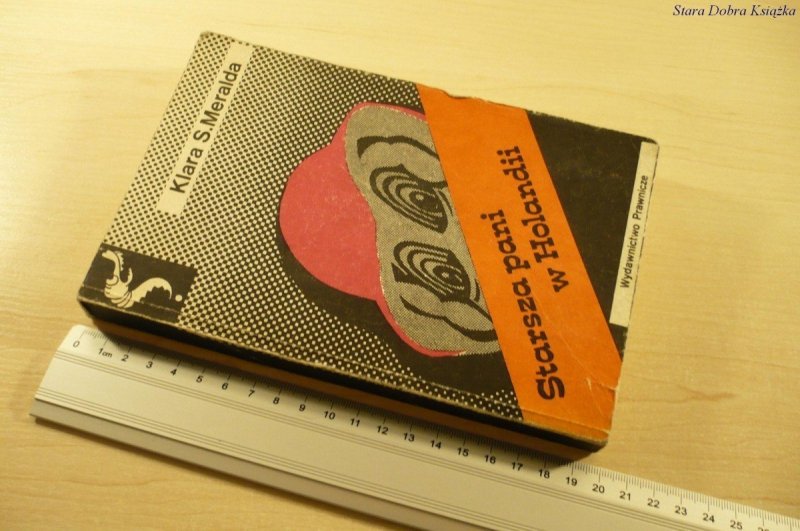 Stara Dobra Książka
Klara S. Meralda
Starsza pani
w Holandii
Wydawnictwo Prawnicze
0 1cm 2 3 4 5 6 7 8 9 10 11 12 13 14 15 16 17 18 19 20 21 22 23 24 25